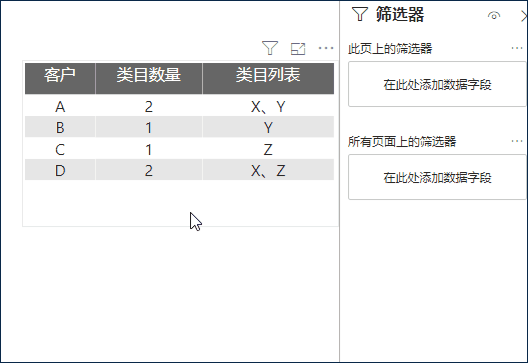 筛选器
此页上的筛选器
在此处添加数据字段
所有页面上的筛选器
在此处添加数据字段
客户 类目数量 类目列表
A 2 X、Y
B 1 Y
C 1 Z
D 2 X、Z